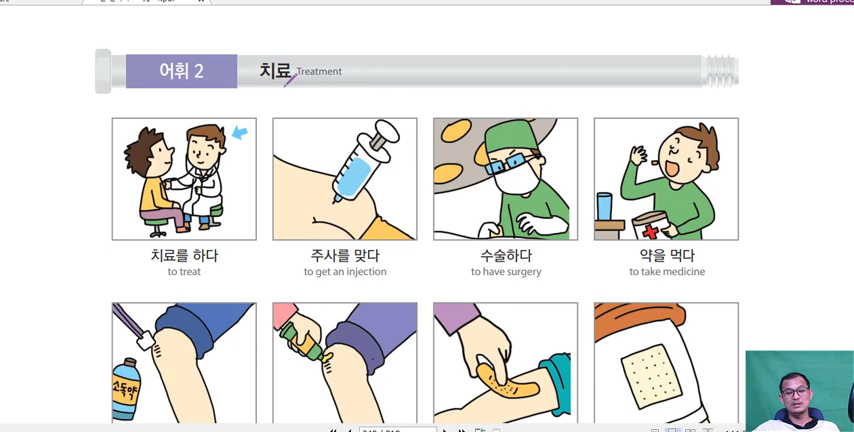 word proce
어휘 2
치료 Treatment
치료를 하다 주사를 맞다 수술하다 약을 먹다
to treat to get an injection to have surgery to take medicine
소독약